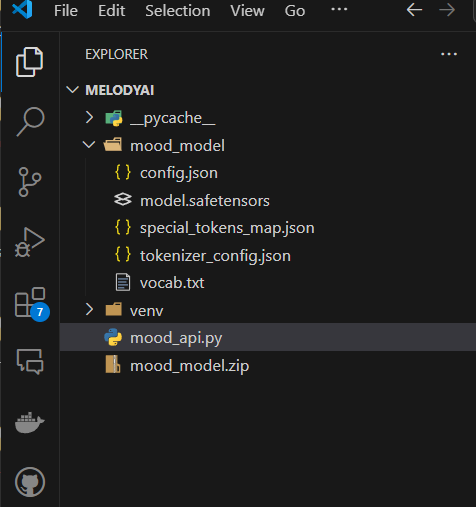 File Edit Selection View Go ...
EXPLORER ...
MELODYAI
__pycache__
mood_model
{} config.json
model.safetensors
{} special_tokens_map.json
{} tokenizer_config.json
vocab.txt
7
venv
mood_api.py
mood_model.zip